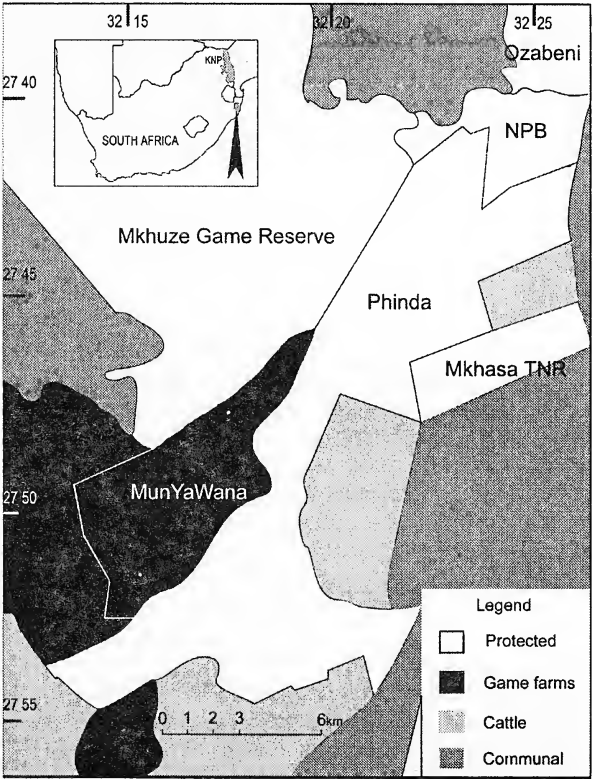 32 15
32 20
32 25
Ozabeni
27 40
KNP
NPB
SOUTH AFRICA
Mkhuze Game Reserve
27 45
Phinda
Mkhasa TNR
MunYaWana
27 50
Legend
Protected
Game farms
Cattle
Communal
27 55
0 1 2 3 6km